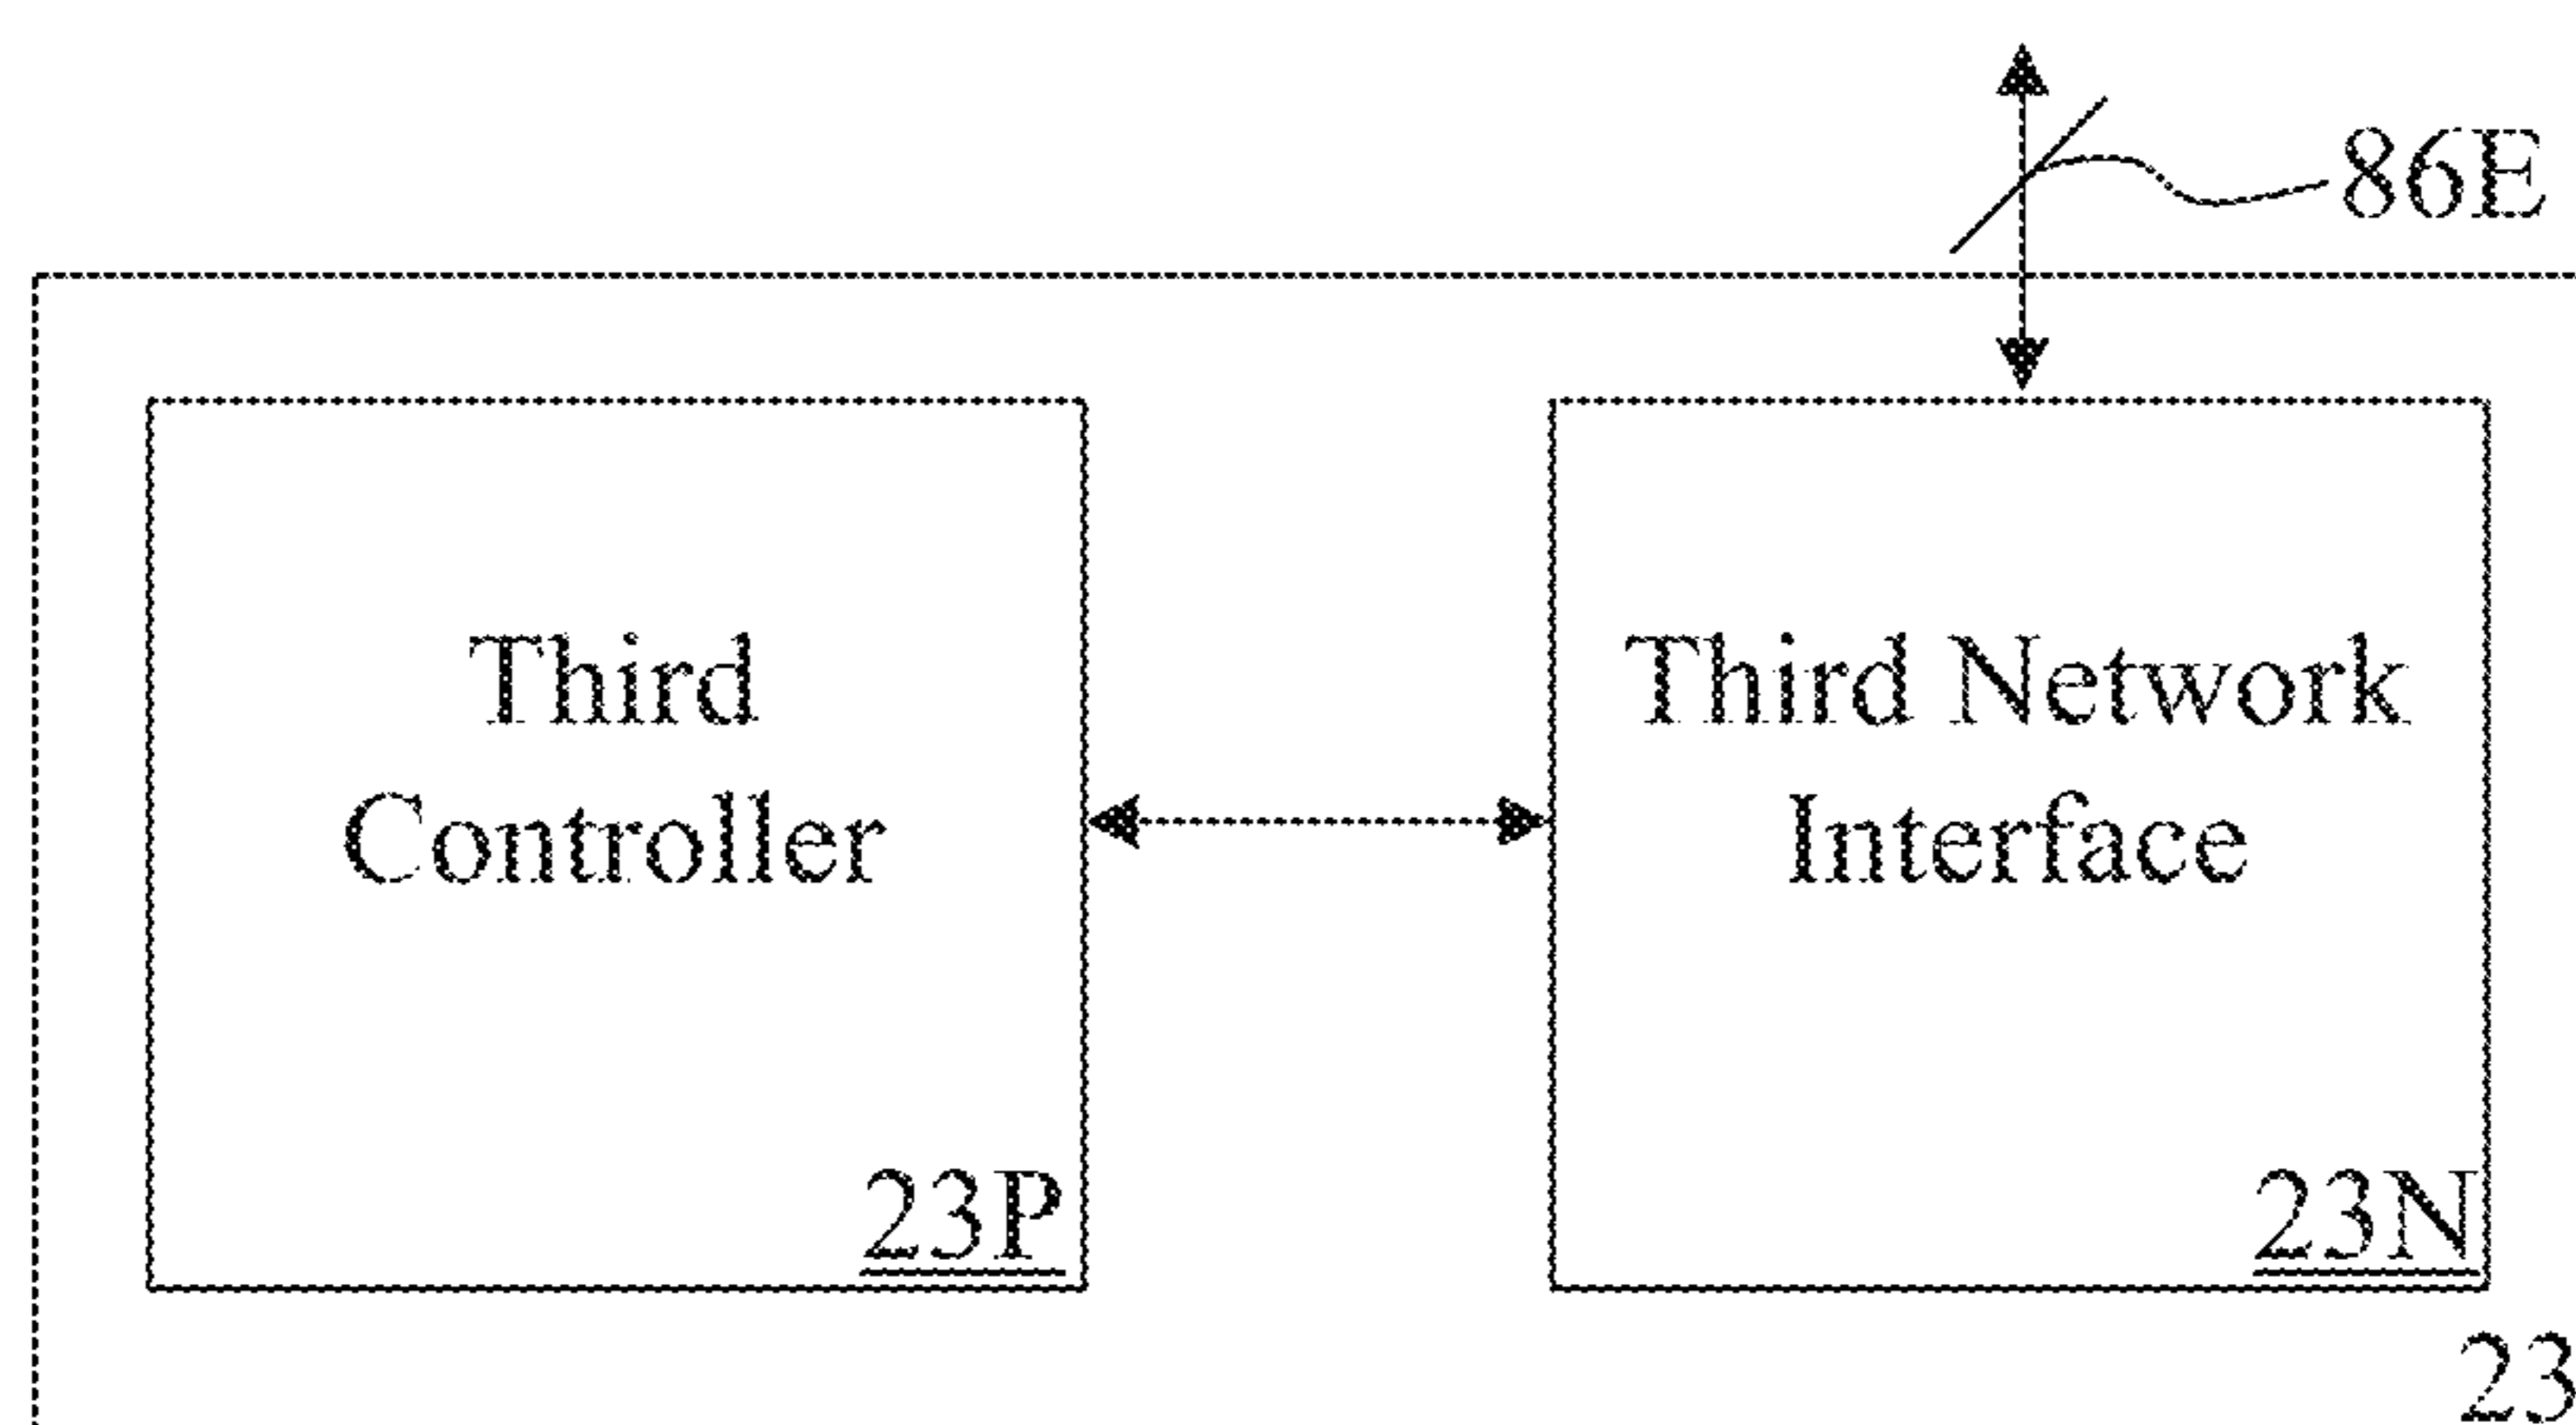 86E
Third
Controller
Third Network
Interface
23P
23N
23